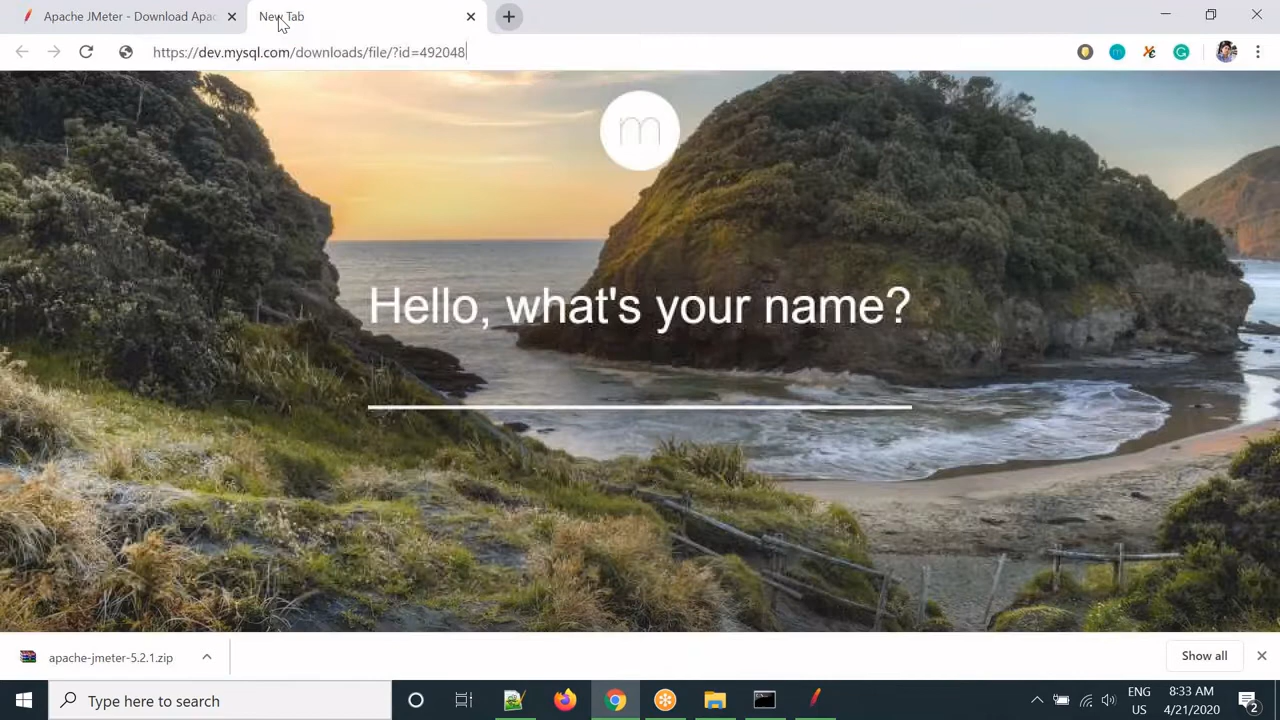 Apache JMeter - Download Apac
New Tab
https://dev.mysql.com/downloads/file/?id=492048
m
Hello, what's your name?
apache-jmeter-5.2.1.zip
Show all
Type here to search
ENG
US
8:33 AM
4/21/2020
2